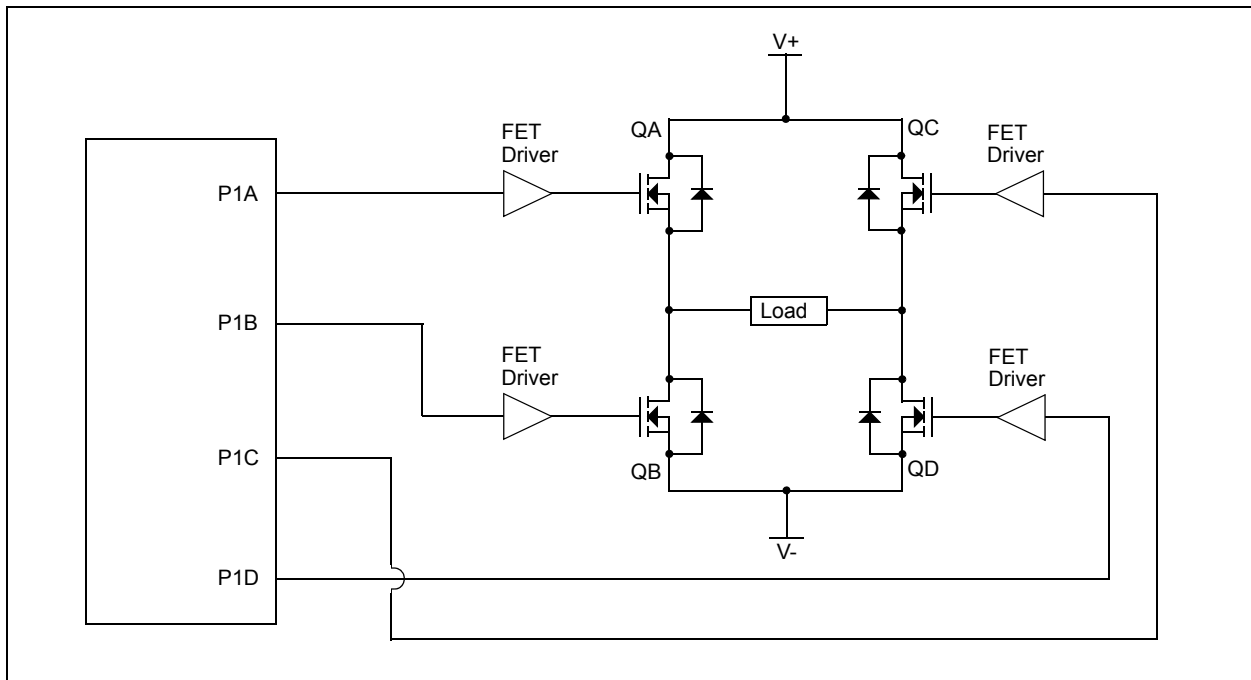 V+
QA
QC
FET
Driver
FET
Driver
P1A
P1B
Load
FET
Driver
FET
Driver
P1C
QB
QD
V-
P1D